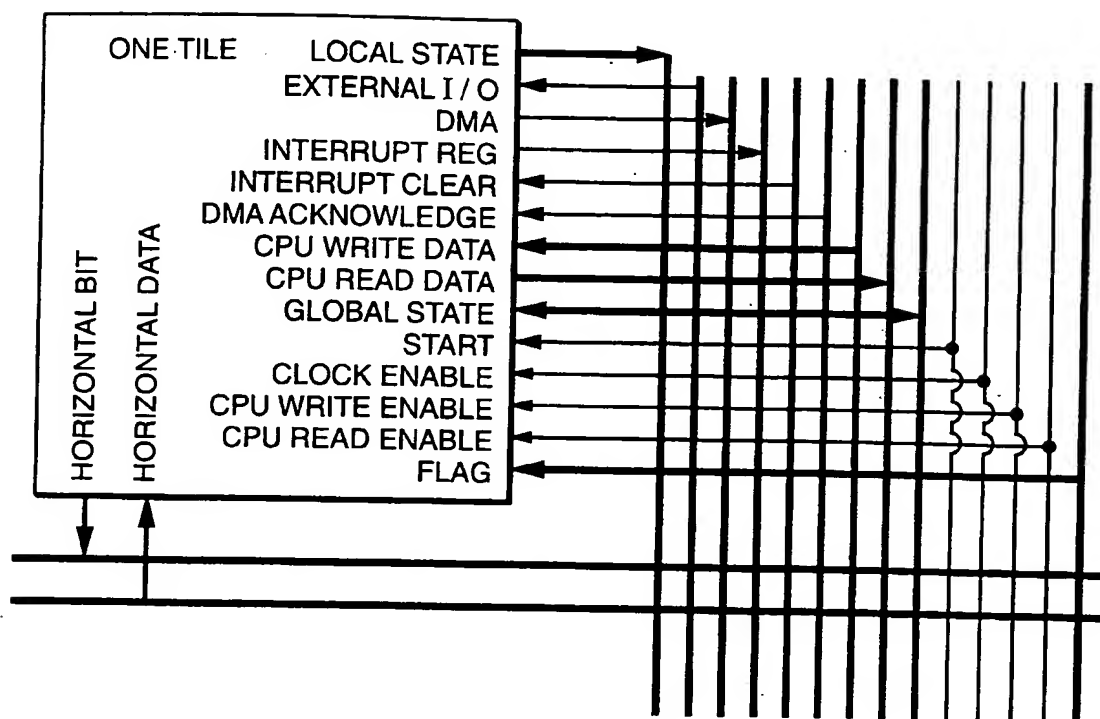 ONE TILE LOCAL STATE
EXTERNAL I / O
DMA
INTERRUPT REG
INTERRUPT CLEAR
DMA ACKNOWLEDGE
CPU WRITE DATA
CPU READ DATA
GLOBAL STATE
START
CLOCK ENABLE
CPU WRITE ENABLE
CPU READ ENABLE
FLAG
HORIZONTAL BIT
HORIZONTAL DATA